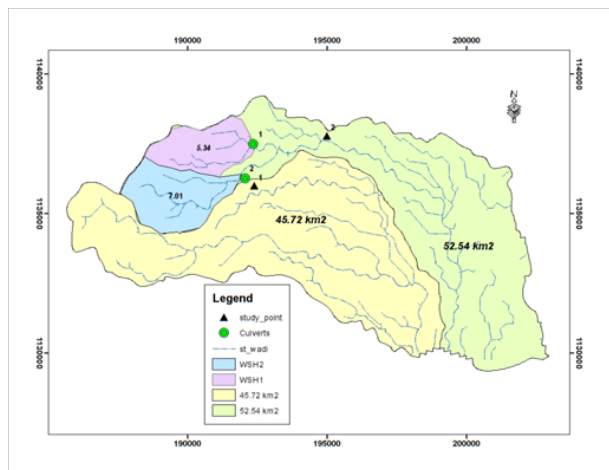 190000 195000 200000
1140000 1140000
N
5.34
1
2
2
1
7.01
1135000 1135000
45.72 km2
52.54 km2
Legend
study_point
Culverts
st_wadi
WSH2
WSH1
45.72 km2
52.54 km2
1130000 1130000
190000 195000 200000